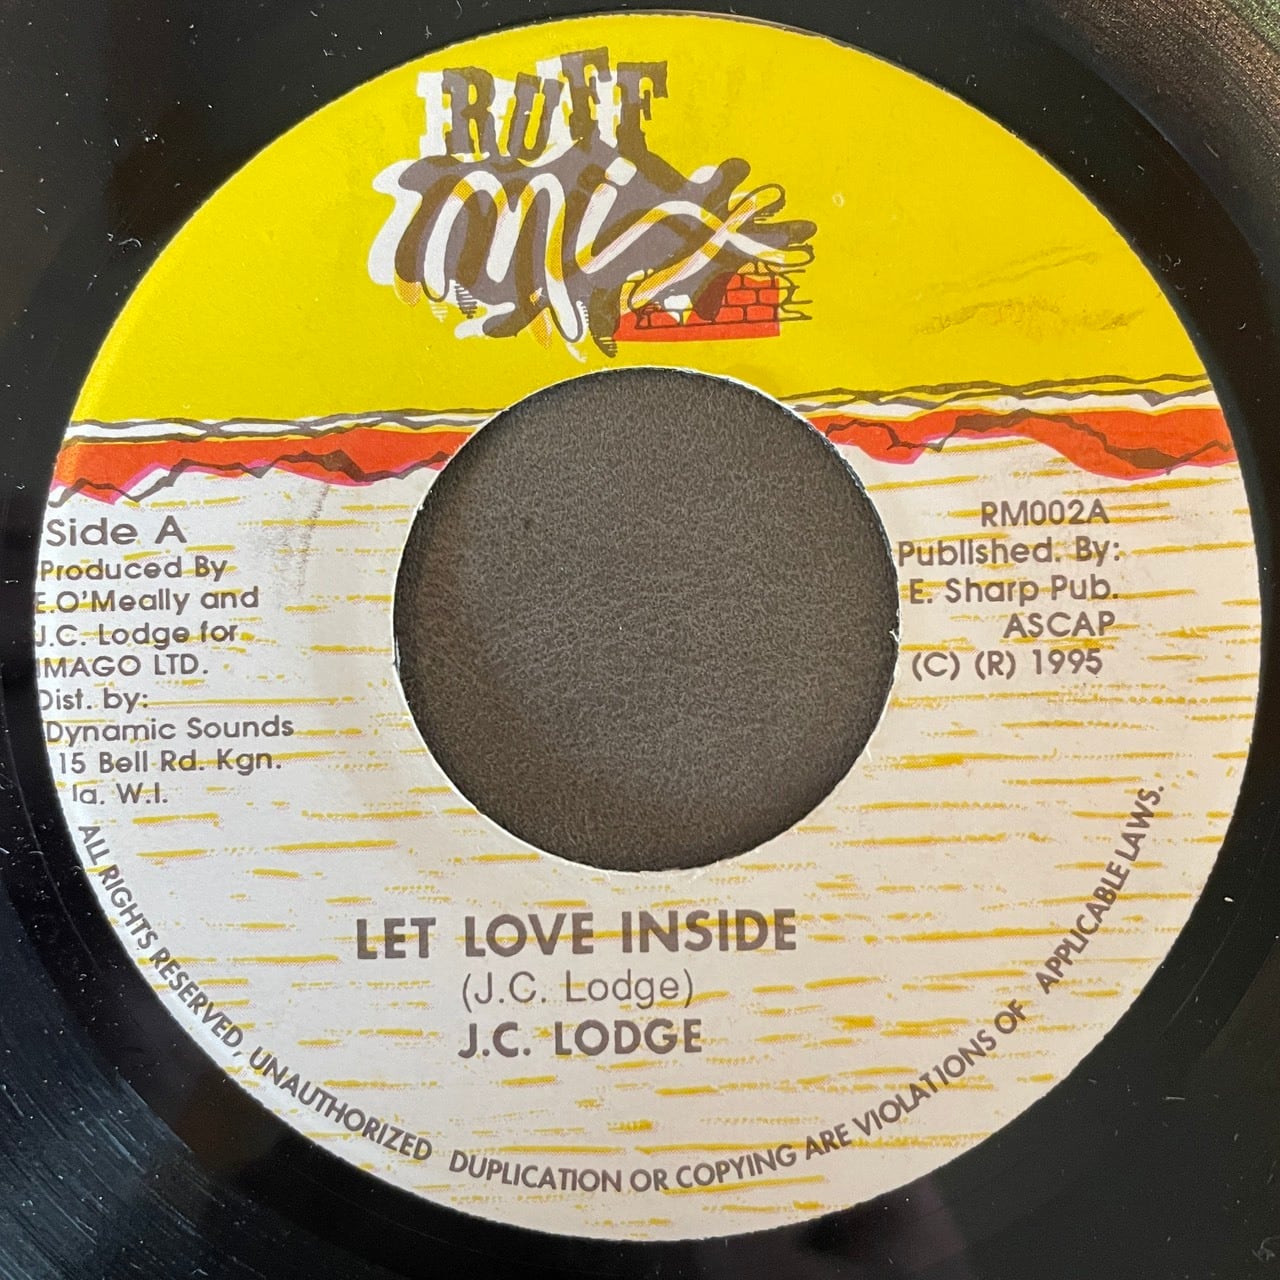 RUFF
mix
Side A
Produced By
E.O'Meally and
J.C. Lodge for
IMAGO LTD.
Dist. by:
Dynamic Sounds
15 Bell Rd. Kgn.
Ja. W.I.
RM002A
Published. By:
E. Sharp Pub.
ASCAP
(C) (R) 1995
LET LOVE INSIDE
(J.C. Lodge)
J.C. LODGE
ALL RIGHTS RESERVED, UNAUTHORIZED DUPLICATION OR COPYING ARE VIOLATIONS OF APPLICABLE LAWS.